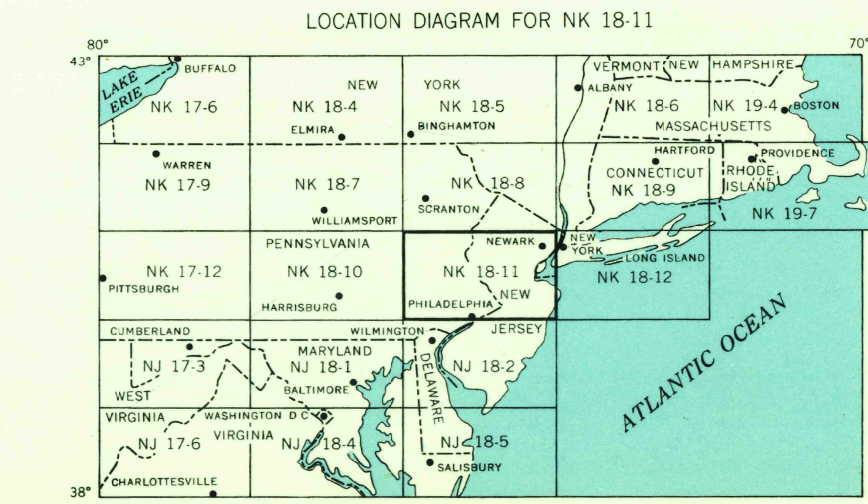 LOCATION DIAGRAM FOR NK 18-11
80° 70°
43°
LAKE ERIE
BUFFALO
NK 17-6
NEW YORK
NK 18-4
NK 18-5
ELMIRA
BINGHAMTON
VERMONT NEW HAMPSHIRE
ALBANY
NK 18-6
NK 19-4
BOSTON
MASSACHUSETTS
WARREN
NK 17-9
NK 18-7
WILLIAMSPORT
NK 18-8
SCRANTON
HARTFORD
CONNECTICUT
NK 18-9
PROVIDENCE
RHODE ISLAND
NK 19-7
PENNSYLVANIA
NK 17-12
PITTSBURGH
NK 18-10
HARRISBURG
NEWARK
NK 18-11
NEW YORK
LONG ISLAND
NK 18-12
PHILADELPHIA
NEW JERSEY
CUMBERLAND
NJ 17-3
WILMINGTON
MARYLAND
NJ 18-1
BALTIMORE
DELAWARE
NJ 18-2
ATLANTIC OCEAN
WEST VIRGINIA
WASHINGTON D C
NJ 17-6
VIRGINIA
NJ 18-4
NJ 18-5
SALISBURY
CHARLOTTESVILLE
38°